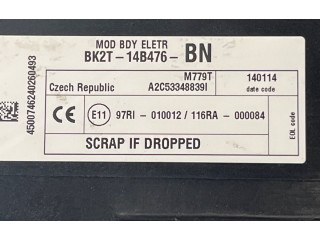 MOD BDY ELETR
BK2T-14B476- BN
M779T 140114
Czech Republic A2C53348839I date code
CE E11 97RI - 010012 / 116RA - 000084
SCRAP IF DROPPED
EOL code
4500746240260493